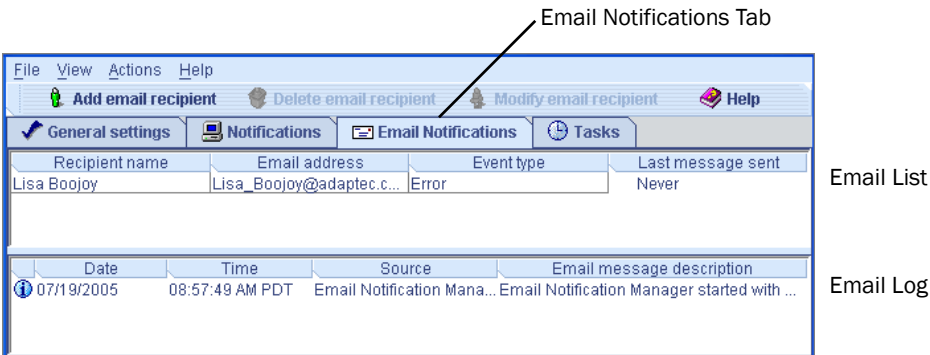 Email Notifications Tab
File View Actions Help
Add email recipient Delete email recipient Modify email recipient Help
General settings Notifications Email Notifications Tasks
Recipient name Email address Event type Last message sent
Lisa Boojoy Lisa_Boojoy@adaptec.c... Error Never
Email List
Date Time Source Email message description
07/19/2005 08:57:49 AM PDT Email Notification Mana... Email Notification Manager started with ...
Email Log